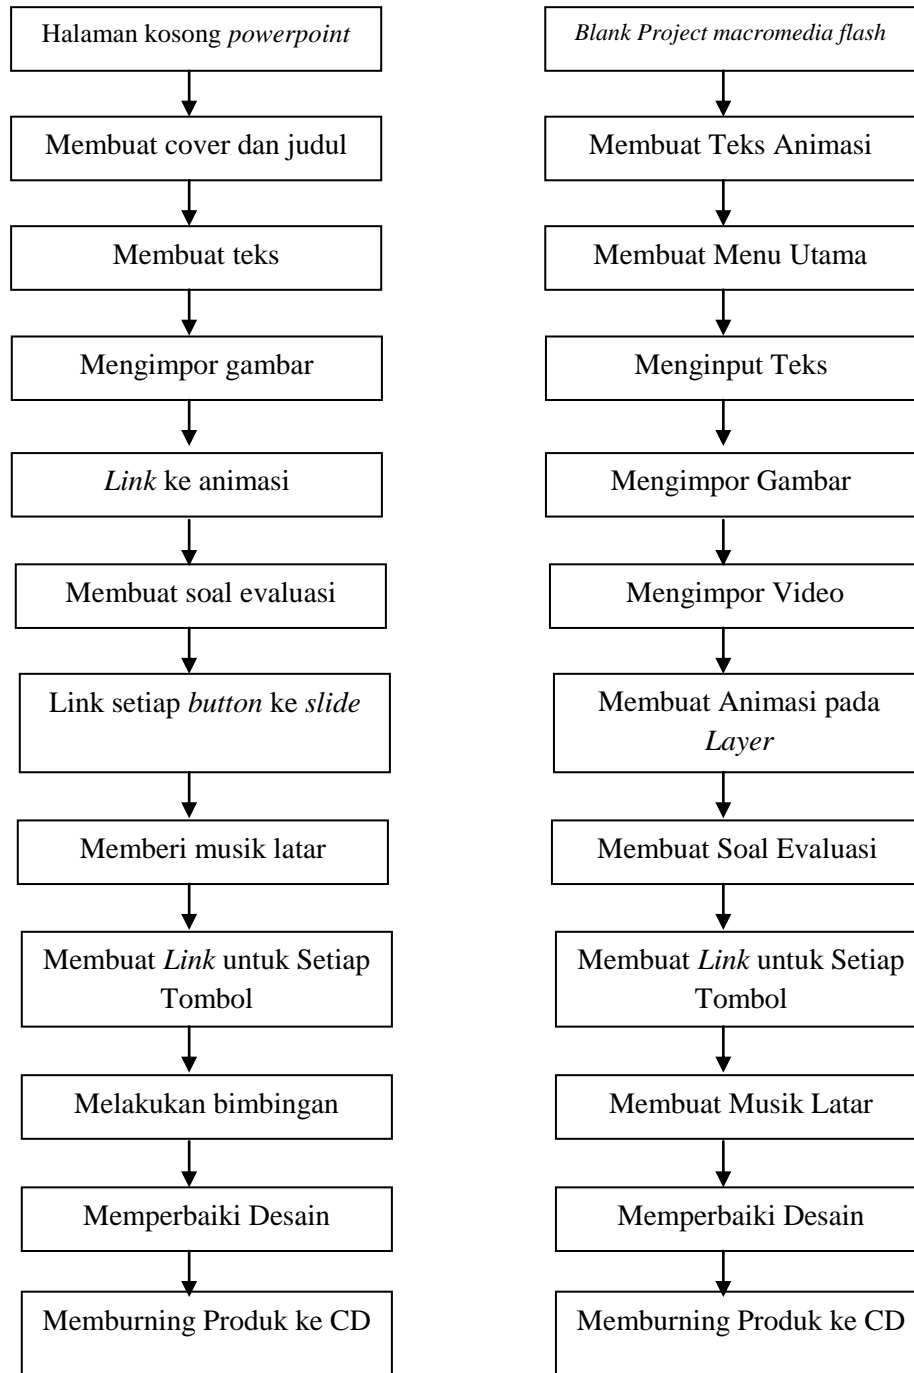 Halaman kosong powerpoint
Membuat cover dan judul
Membuat teks
Mengimpor gambar
Link ke animasi
Membuat soal evaluasi
Link setiap button ke slide
Memberi musik latar
Membuat Link untuk Setiap
Tombol
Melakukan bimbingan
Memperbaiki Desain
Memburning Produk ke CD
Blank Project macromedia flash
Membuat Teks Animasi
Membuat Menu Utama
Menginput Teks
Mengimpor Gambar
Mengimpor Video
Membuat Animasi pada
Layer
Membuat Soal Evaluasi
Membuat Link untuk Setiap
Tombol
Membuat Musik Latar
Memperbaiki Desain
Memburning Produk ke CD